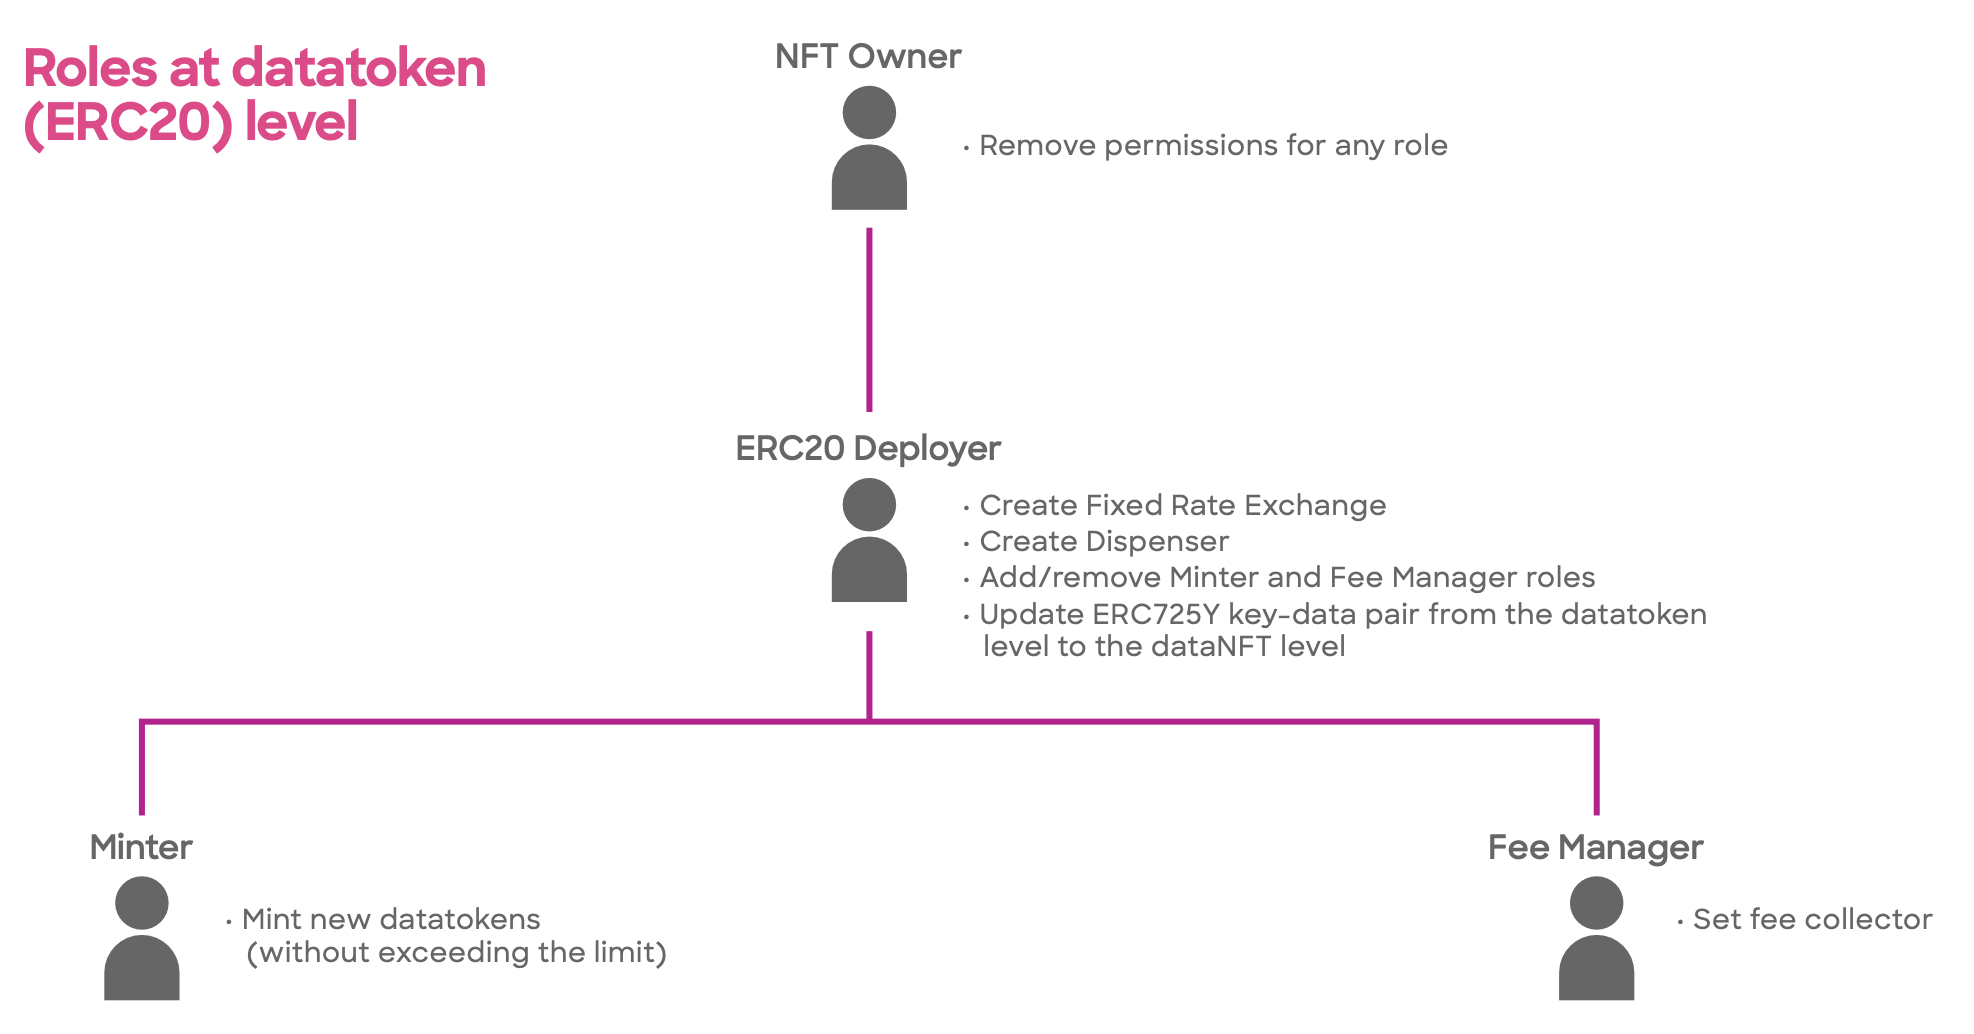 Roles at datatoken
(ERC20) level
NFT Owner
· Remove permissions for any role
ERC20 Deployer
· Create Fixed Rate Exchange
· Create Dispenser
· Add/remove Minter and Fee Manager roles
· Update ERC725Y key-data pair from the datatoken
level to the dataNFT level
Minter
· Mint new datatokens
(without exceeding the limit)
Fee Manager
· Set fee collector